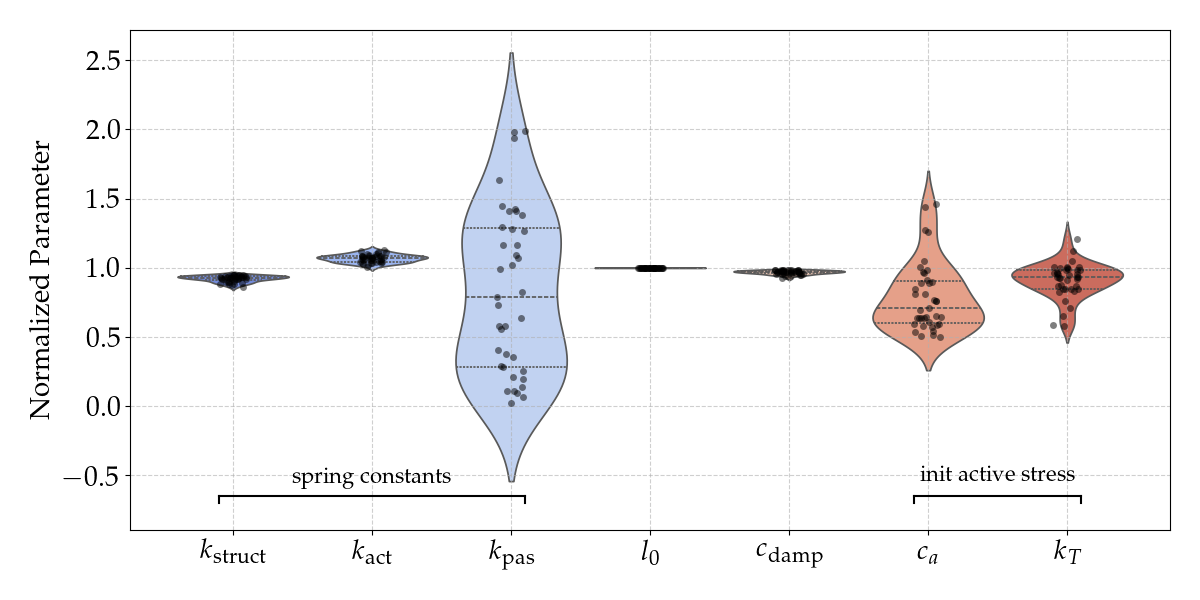 Normalized Parameter
2.5
2.0
1.5
1.0
0.5
0.0
−0.5
spring constants
init active stress
k_struct k_act k_pas l_0 c_damp c_a k_T